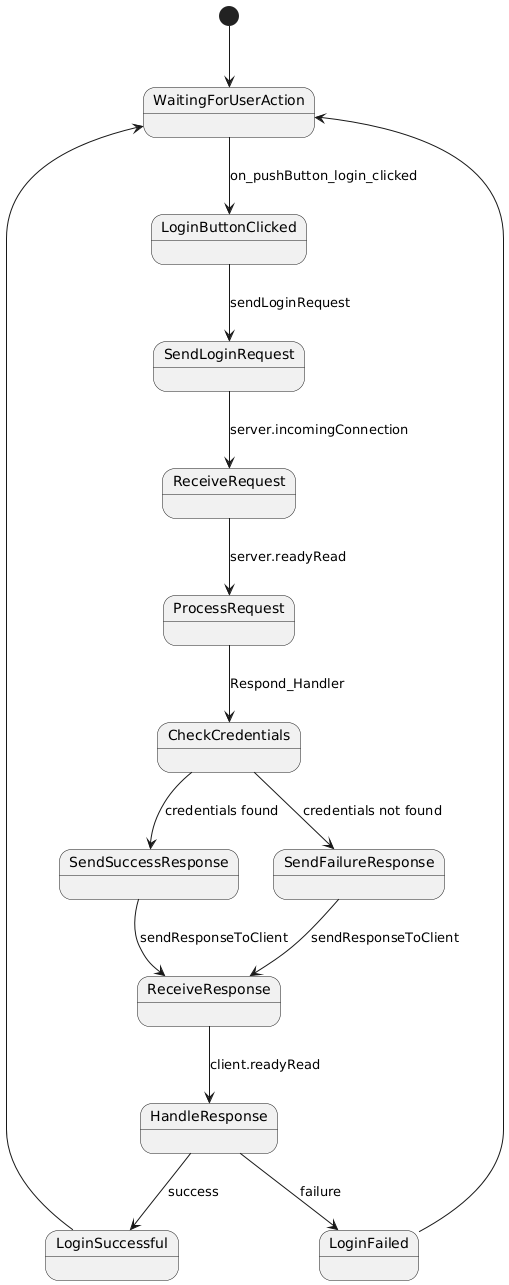 WaitingForUserAction
on_pushButton_login_clicked
LoginButtonClicked
sendLoginRequest
SendLoginRequest
server.incomingConnection
ReceiveRequest
server.readyRead
ProcessRequest
Respond_Handler
CheckCredentials
credentials found
credentials not found
SendSuccessResponse
SendFailureResponse
sendResponseToClient
sendResponseToClient
ReceiveResponse
client.readyRead
HandleResponse
success
failure
LoginSuccessful
LoginFailed